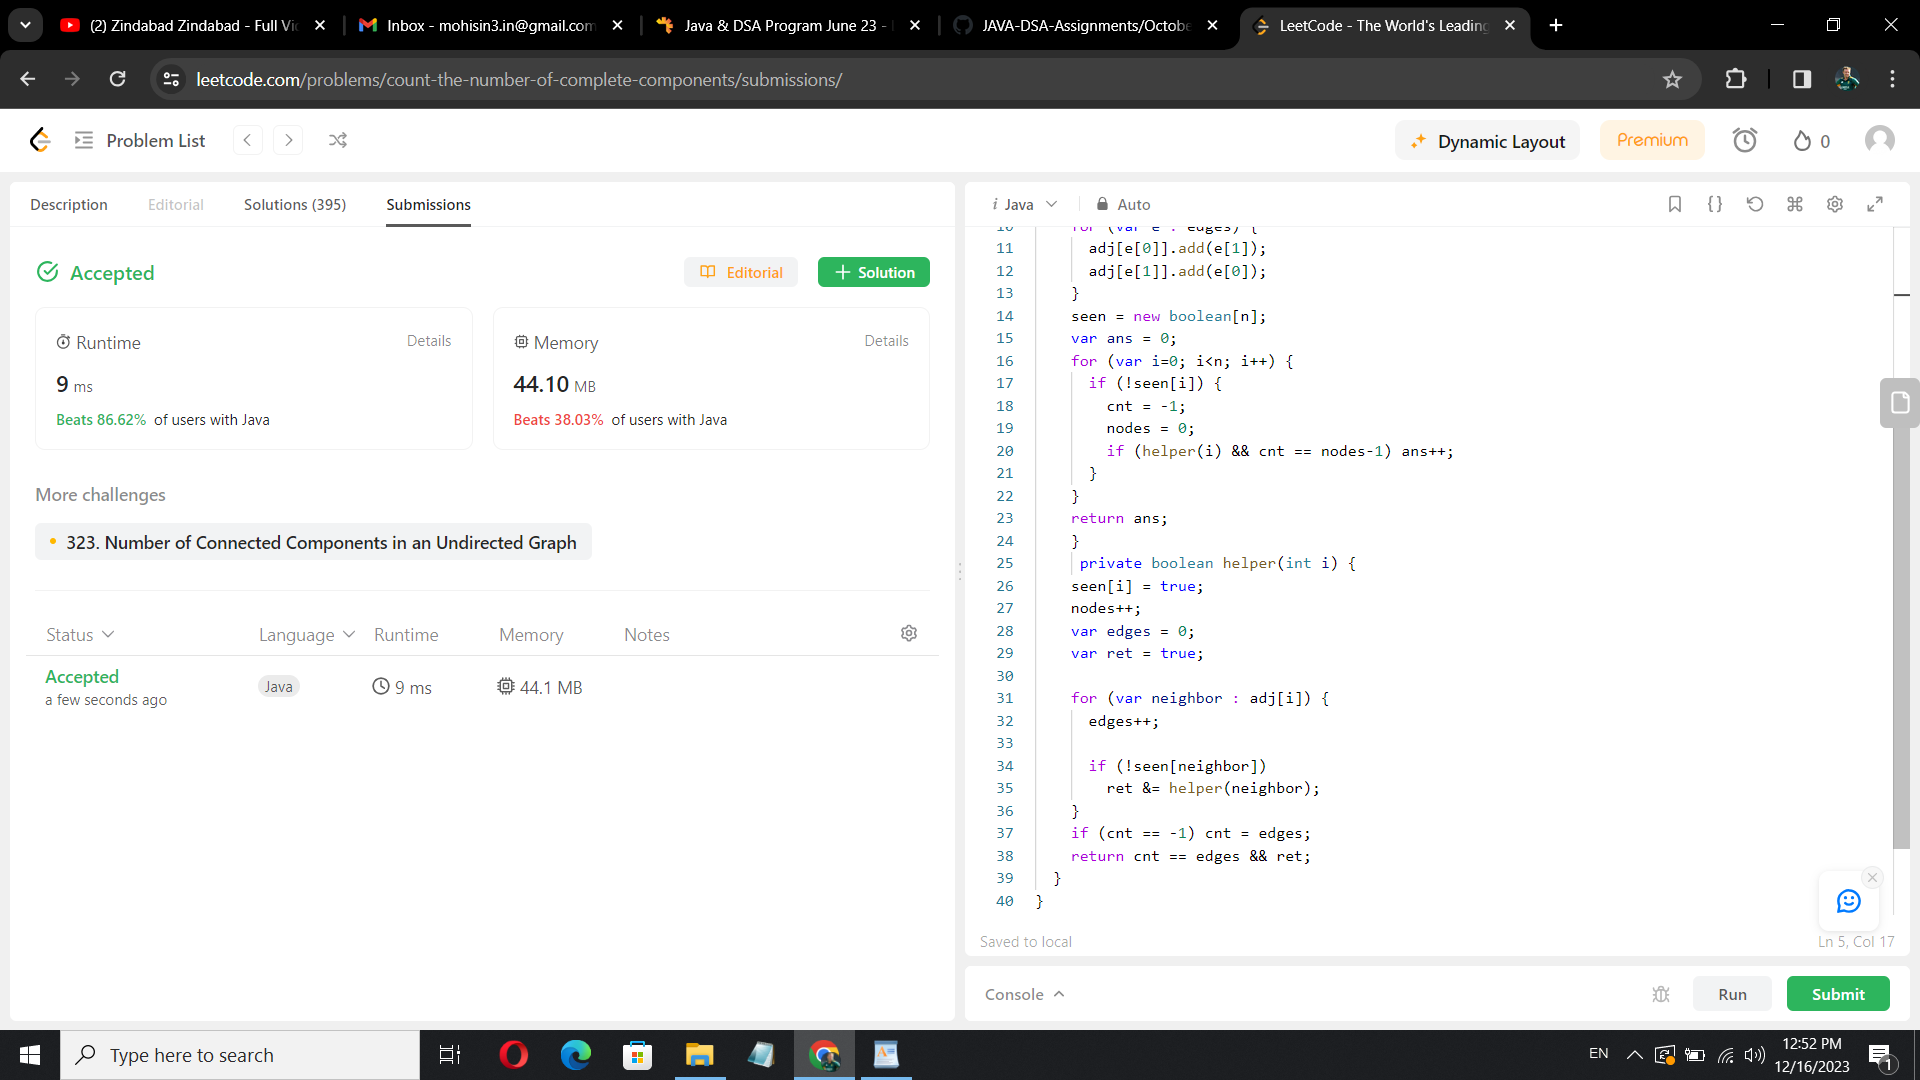 (2) Zindabad Zindabad - Full Vi
Inbox - mohisin3.in@gmail.com
Java & DSA Program June 23 -
JAVA-DSA-Assignments/Octobe
LeetCode - The World's Leading
leetcode.com/problems/count-the-number-of-complete-components/submissions/
Problem List
Dynamic Layout
Premium
0
Description
Editorial
Solutions (395)
Submissions
Accepted
Editorial
Solution
Runtime
Details
9 ms
Beats 86.62% of users with Java
Memory
Details
44.10 MB
Beats 38.03% of users with Java
More challenges
323. Number of Connected Components in an Undirected Graph
Status
Language
Runtime
Memory
Notes
Accepted
a few seconds ago
Java
9 ms
44.1 MB
i Java
Auto
10 for (var e : edges) {
11 adj[e[0]].add(e[1]);
12 adj[e[1]].add(e[0]);
13 }
14 seen = new boolean[n];
15 var ans = 0;
16 for (var i=0; i<n; i++) {
17 if (!seen[i]) {
18 cnt = -1;
19 nodes = 0;
20 if (helper(i) && cnt == nodes-1) ans++;
21 }
22 }
23 return ans;
24 }
25 private boolean helper(int i) {
26 seen[i] = true;
27 nodes++;
28 var edges = 0;
29 var ret = true;
30
31 for (var neighbor : adj[i]) {
32 edges++;
33
34 if (!seen[neighbor])
35 ret &= helper(neighbor);
36 }
37 if (cnt == -1) cnt = edges;
38 return cnt == edges && ret;
39 }
40 }
Saved to local
Ln 5, Col 17
Console
Run
Submit
Type here to search
EN
12:52 PM
12/16/2023
1